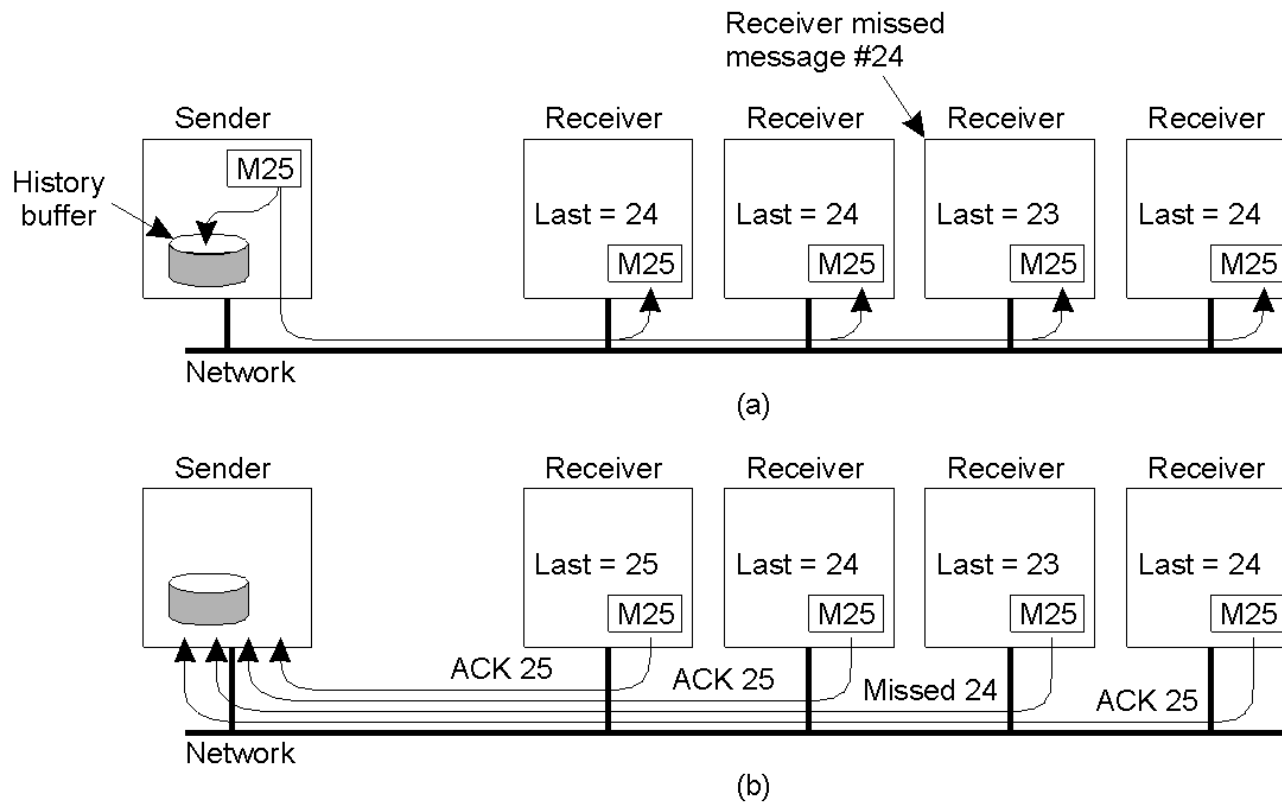 Receiver missed
message #24
Sender
Receiver
Receiver
Receiver
Receiver
M25
History
buffer
Last = 24
Last = 24
Last = 23
Last = 24
M25
M25
M25
M25
Network
(a)
Sender
Receiver
Receiver
Receiver
Receiver
Last = 25
Last = 24
Last = 23
Last = 24
M25
M25
M25
M25
ACK 25
ACK 25
Missed 24
ACK 25
Network
(b)